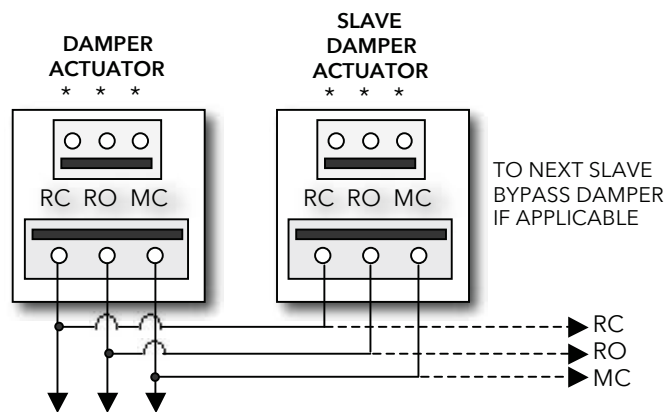 DAMPER
ACTUATOR
* * *
SLAVE
DAMPER
ACTUATOR
* * *
RC RO MC
RC RO MC
TO NEXT SLAVE
BYPASS DAMPER
IF APPLICABLE
RC
RO
MC